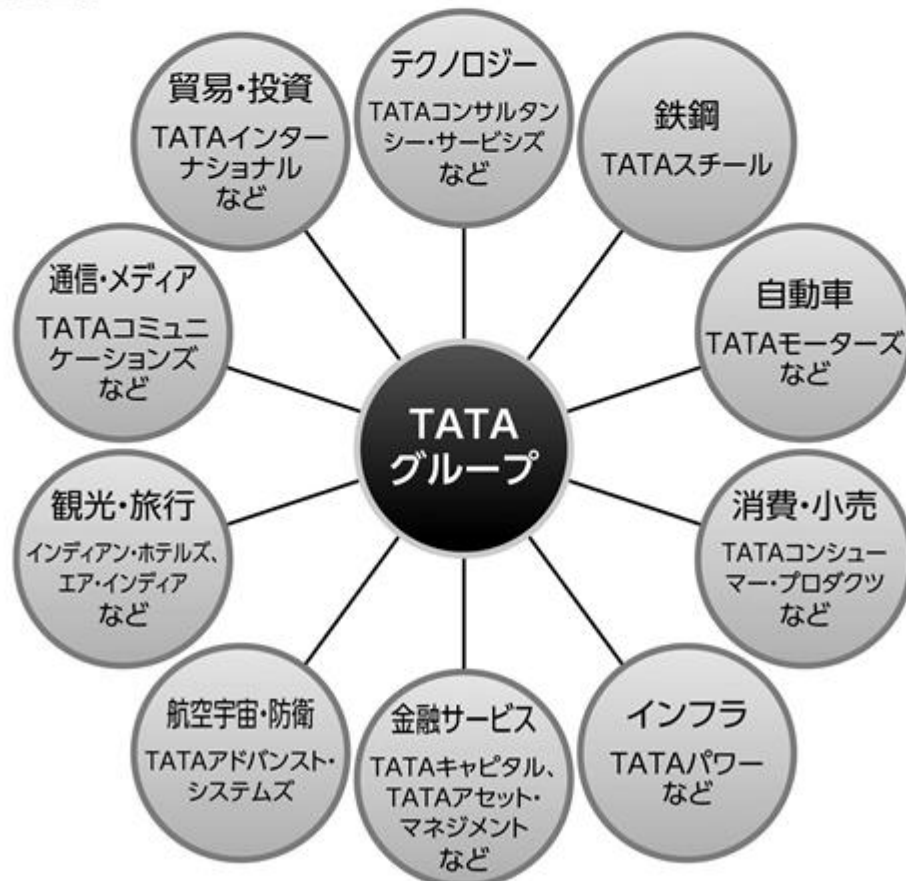 テクノロジー
TATAコンサルタン
シー・サービシズ
など
鉄鋼
TATAスチール
自動車
TATAモーターズ
など
消費・小売
TATAコンシュー
マー・プロダクツ
など
インフラ
TATAパワー
など
金融サービス
TATAキャピタル、
TATAアセット・
マネジメント
など
航空宇宙・防衛
TATAアドバンスト・
システムズ
観光・旅行
インディアン・ホテルズ、
エア・インディア
など
通信・メディア
TATAコミュニ
ケーションズ
など
貿易・投資
TATAインター
ナショナル
など
TATA
グループ